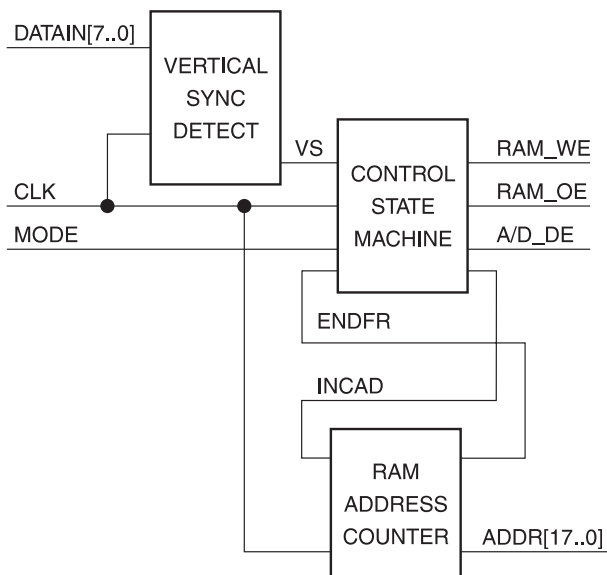 DATAIN[7..0]
VERTICAL
SYNC
DETECT
VS
CLK
MODE
CONTROL
STATE
MACHINE
RAM_WE
RAM_OE
A/D_DE
ENDFR
INCAD
RAM
ADDRESS
COUNTER
ADDR[17..0]